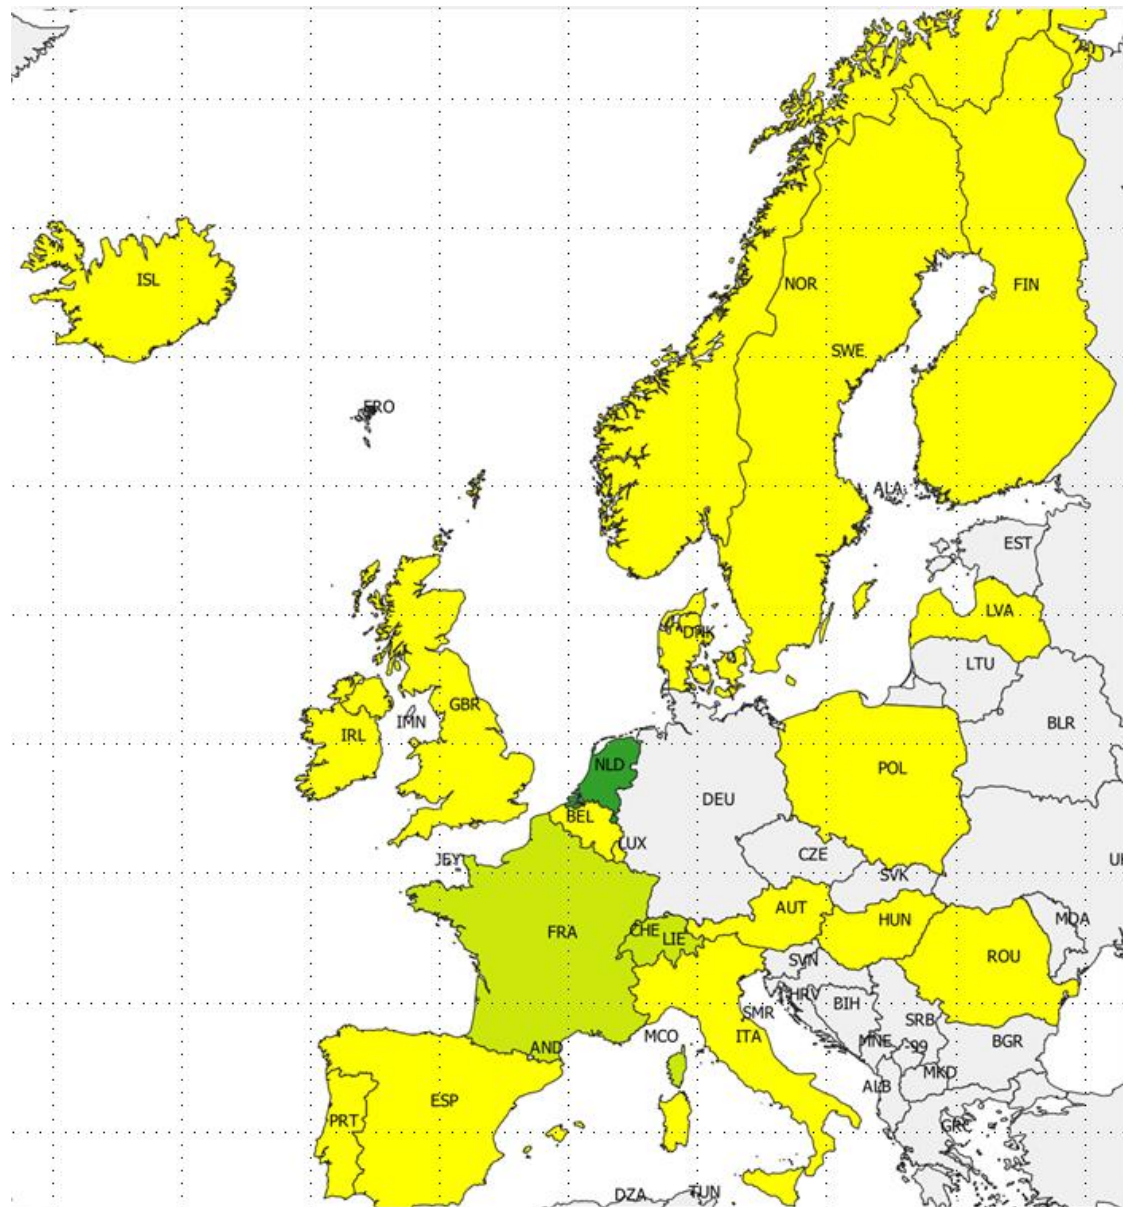 ISL
NOR
FIN
SWE
FRO
ALA
EST
LVA
DNK
LTU
GBR
IMN
BLR
IRL
NLD
POL
DEU
BEL
LUX
CZE
JEY
SVK
AUT
HUN
MDA
FRA
CHE
LIE
SVN
ROU
HRV
BIH
SMR
SRB
MCO
ITA
MNE
-99
BGR
AND
MKD
ALB
ESP
PRT
GRC
DZA
TUN